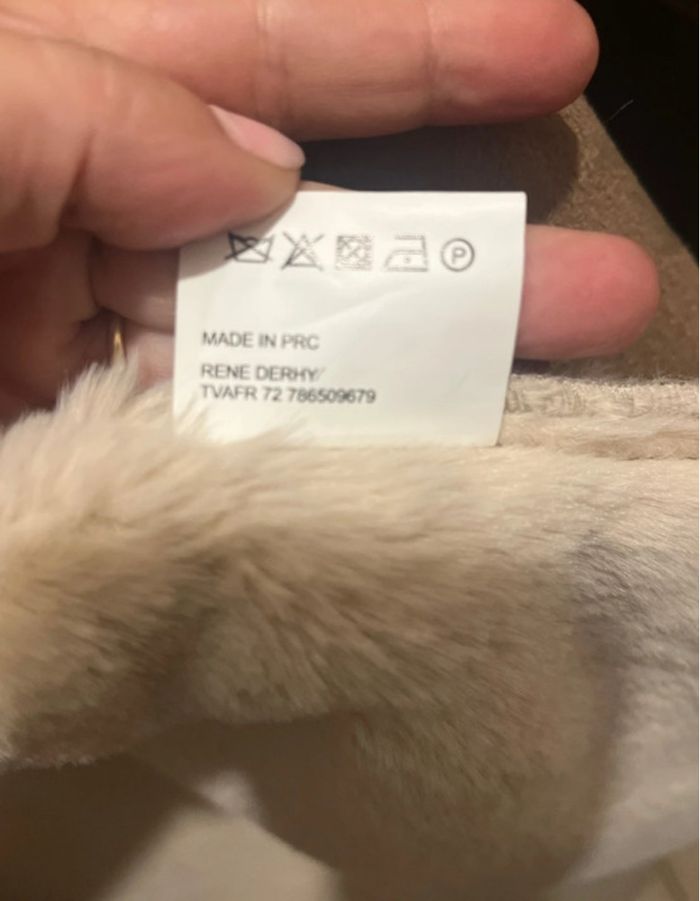 P
MADE IN PRC
RENE DERHY
TVAFR 72 786509679